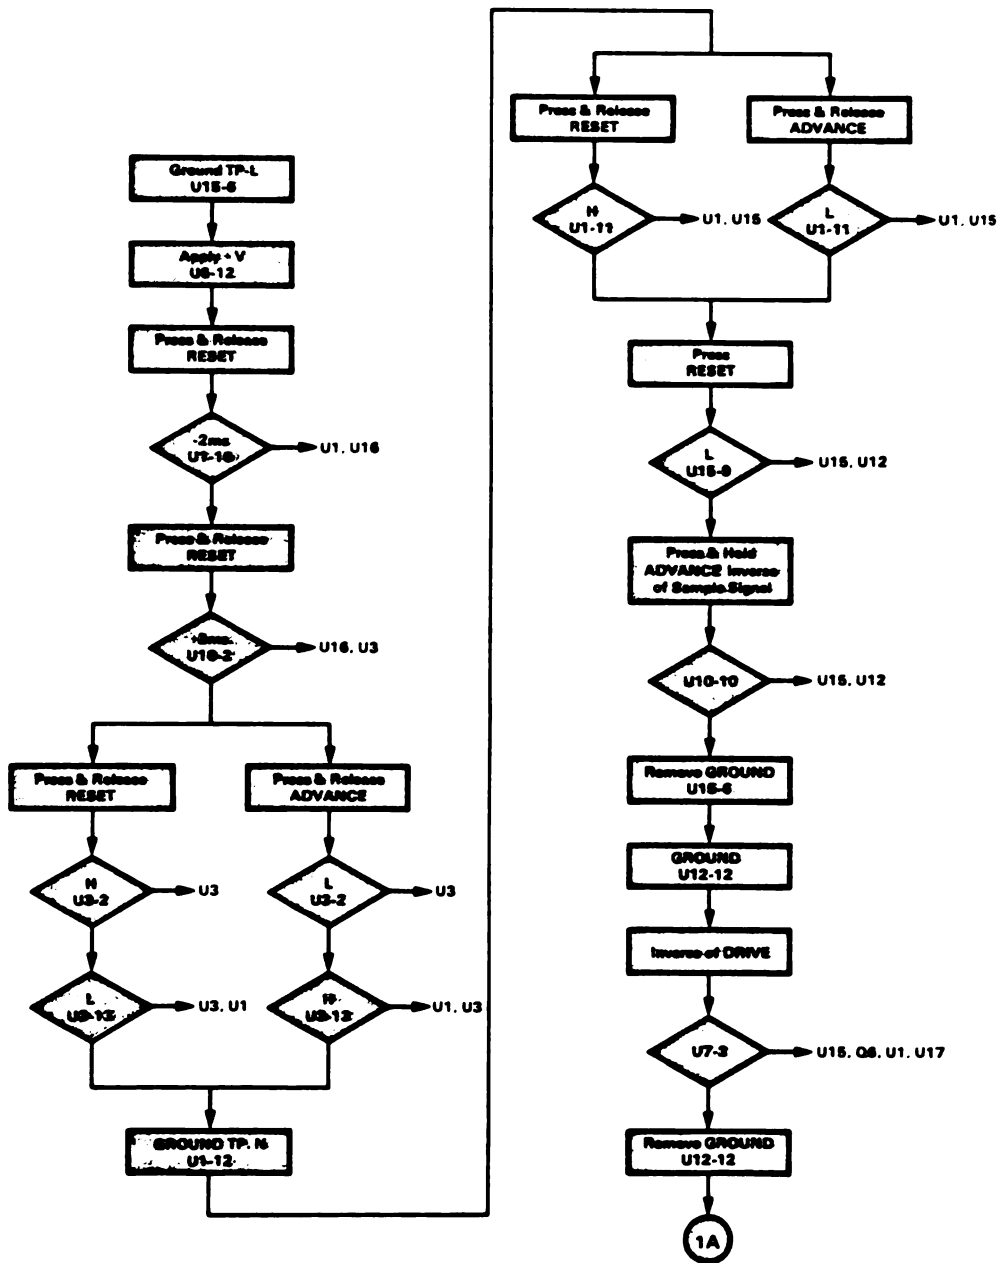 Ground TP-L
U15-6
Apply + V
U6-12
Press & Release
RESET
-2ms
U1-10
U1, U16
Press & Release
RESET
U16-2
U16, U3
Press & Release
RESET
Press & Release
ADVANCE
H
U3-2
U3
L
U3-2
U3
L
U3-13
U3, U1
H
U3-13
U1, U3
GROUND TP. N
U1-12
Press & Release
RESET
Press & Release
ADVANCE
H
U1-11
U1, U15
L
U1-11
U1, U15
Press
RESET
L
U15-9
U15, U12
Press & Hold
ADVANCE Inverse
of Sample Signal
U10-10
U15, U12
Remove GROUND
U15-6
GROUND
U12-12
Inverse of DRIVE
U7-3
U15, Q6, U1, U17
Remove GROUND
U12-12
1A